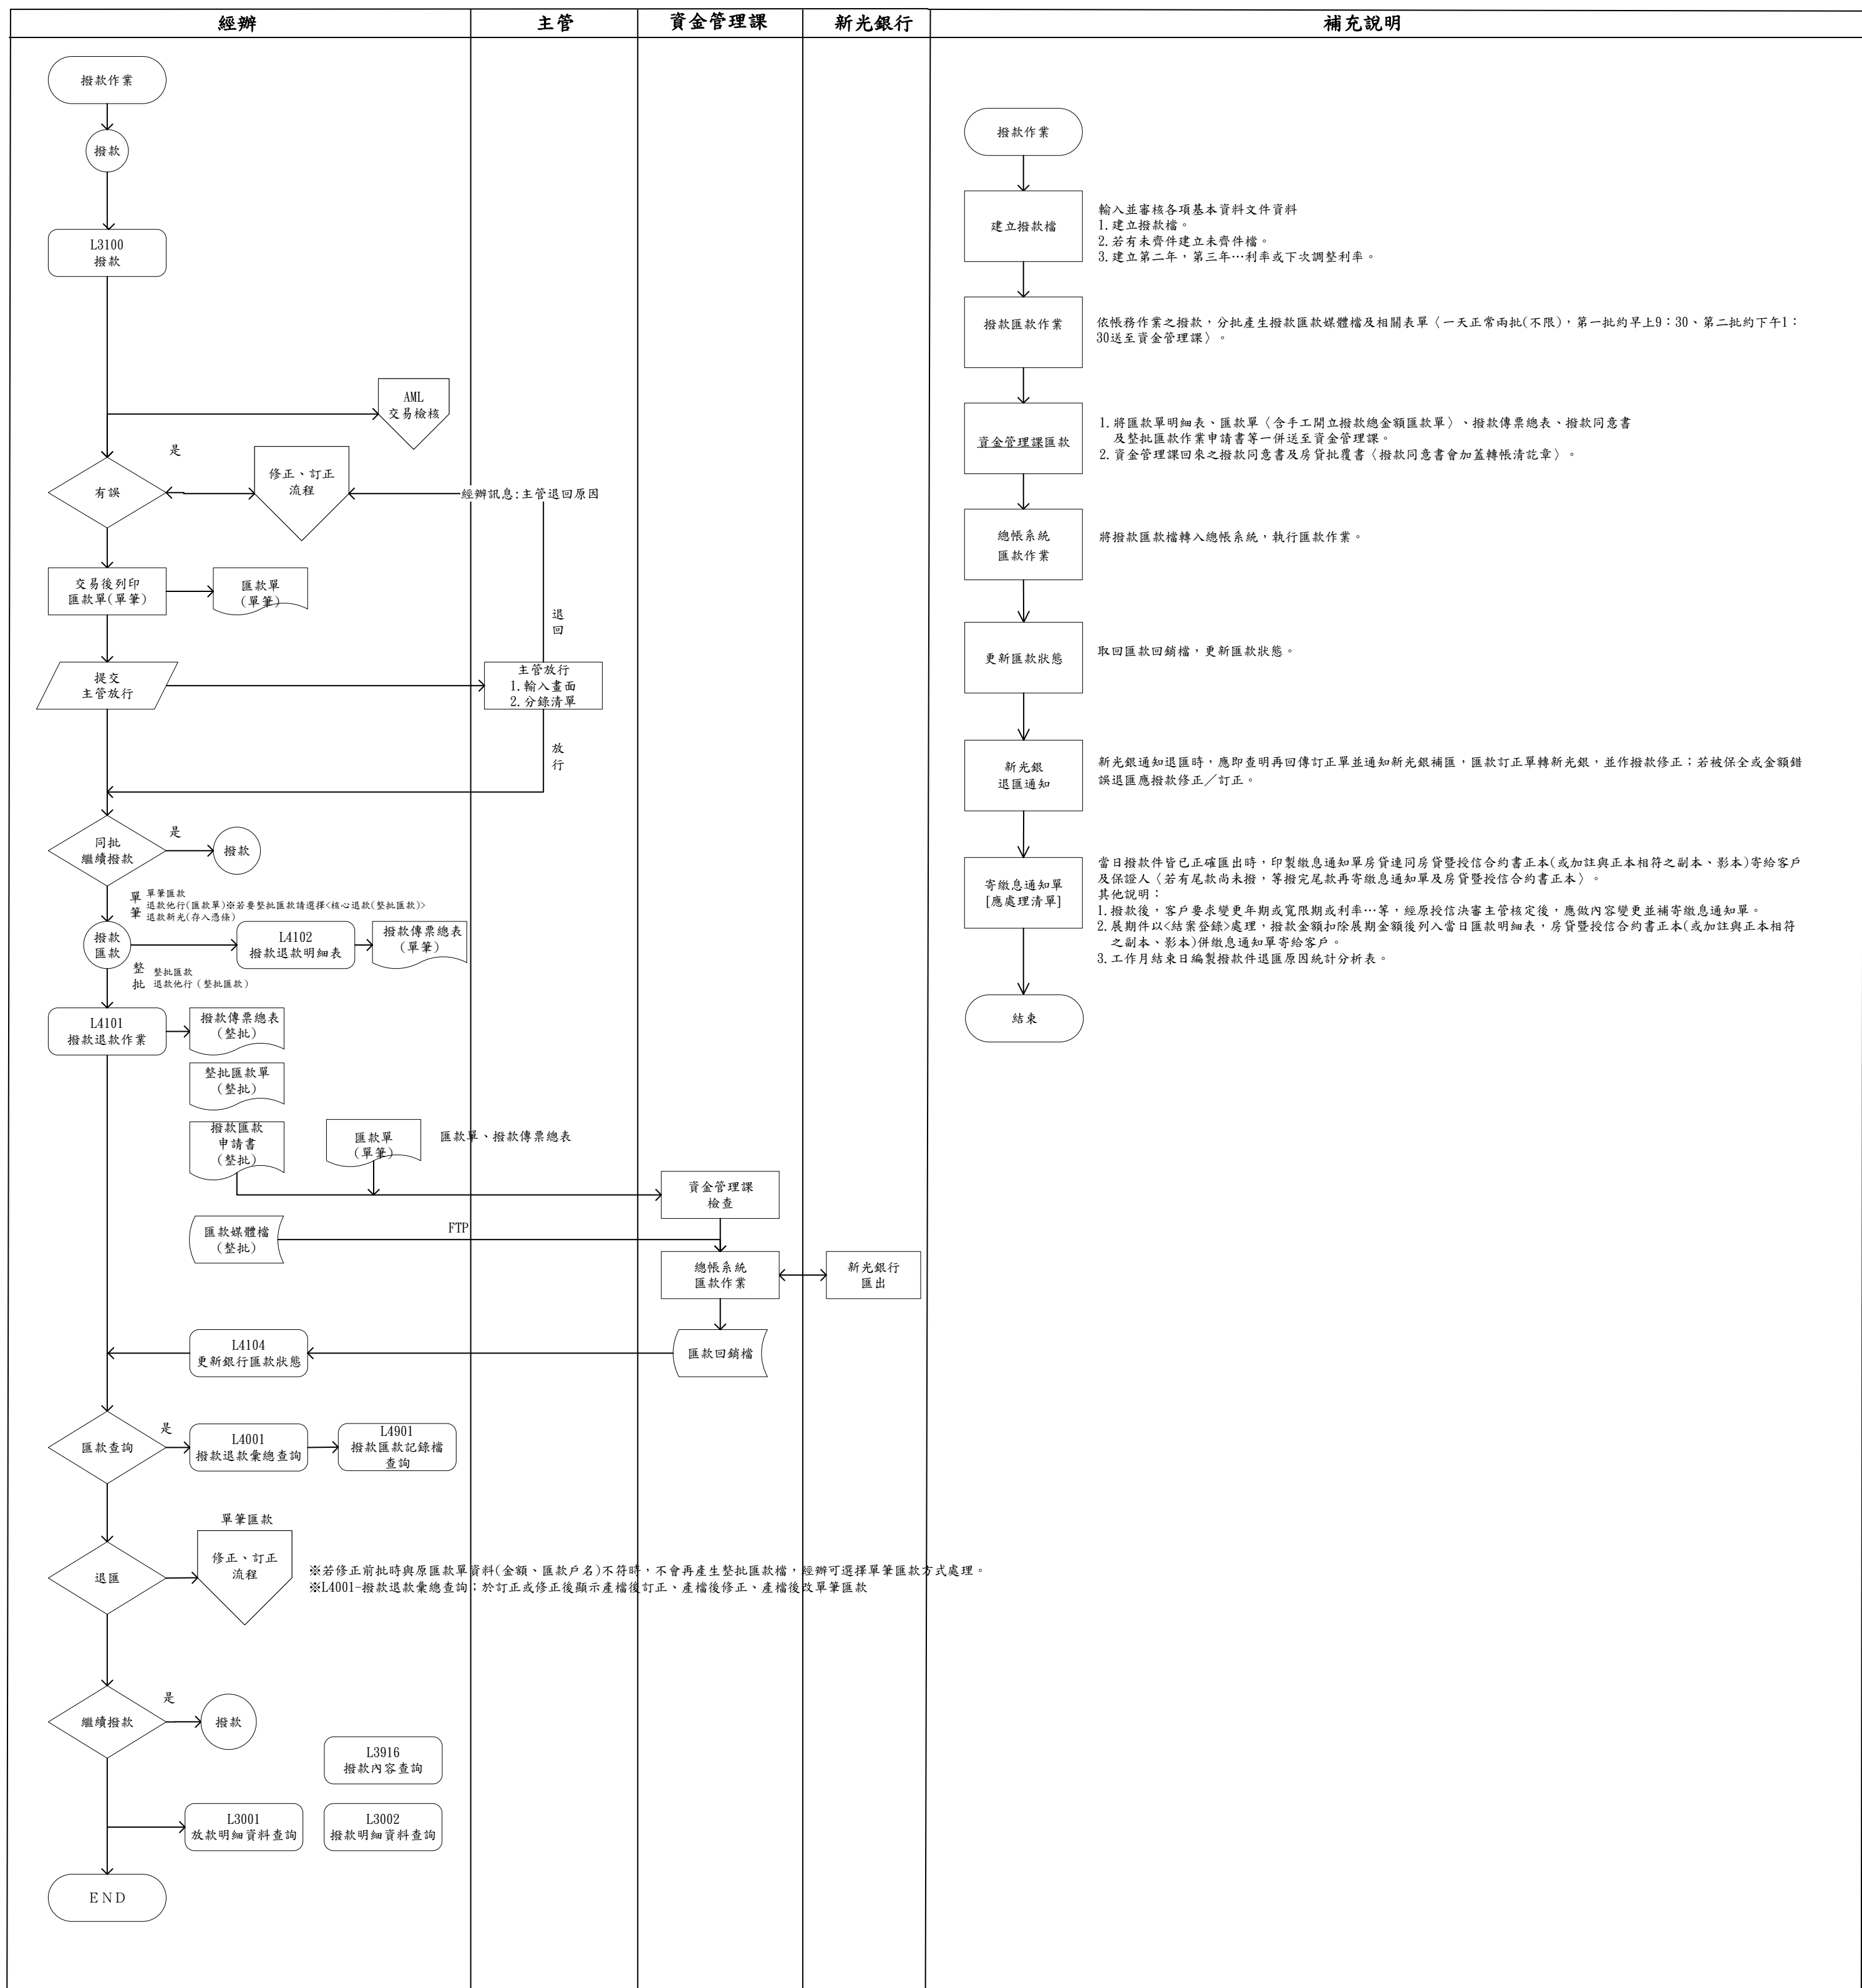 經辦
主管
資金管理課
新光銀行
補充說明
撥款作業
撥款
L3100
撥款
AML
交易檢核
是
有誤
修正、訂正
流程
經辦訊息:主管退回原因
交易後列印
匯款單(單筆)
匯款單
(單筆)
退
回
提交
主管放行
主管放行
1.輸入畫面
2.分錄清單
放
行
同批
繼續撥款
是
撥款
單
筆
單筆匯款
退款他行(匯款單)※若要整批匯款請選擇<核心退款(整批匯款)>
退款新光(存入憑條)
撥款
匯款
L4102
撥款退款明細表
撥款傳票總表
(單筆)
整
批
整批匯款
退款他行（整批匯款）
L4101
撥款退款作業
撥款傳票總表
（整批）
整批匯款單
（整批）
撥款匯款
申請書
（整批）
匯款單
(單筆)
匯款單、撥款傳票總表
資金管理課
檢查
匯款媒體檔
（整批）
FTP
總帳系統
匯款作業
新光銀行
匯出
L4104
更新銀行匯款狀態
匯款回銷檔
匯款查詢
是
L4001
撥款退款彙總查詢
L4901
撥款匯款記錄檔
查詢
單筆匯款
退匯
修正、訂正
流程
※若修正前批時與原匯款單資料(金額、匯款戶名)不符時，不會再產生整批匯款檔，經辦可選擇單筆匯款方式處理。
※L4001-撥款退款彙總查詢；於訂正或修正後顯示產檔後訂正、產檔後修正、產檔後改單筆匯款
繼續撥款
是
撥款
L3916
撥款內容查詢
L3001
放款明細資料查詢
L3002
撥款明細資料查詢
ＥＮＤ
撥款作業
建立撥款檔
輸入並審核各項基本資料文件資料
1.建立撥款檔。
2.若有未齊件建立未齊件檔。
3.建立第二年，第三年…利率或下次調整利率。
撥款匯款作業
依帳務作業之撥款，分批產生撥款匯款媒體檔及相關表單〈一天正常兩批(不限)，第一批約早上9：30、第二批約下午1：
30送至資金管理課〉。
資金管理課匯款
1.將匯款單明細表、匯款單〈含手工開立撥款總金額匯款單〉、撥款傳票總表、撥款同意書
及整批匯款作業申請書等一併送至資金管理課。
2.資金管理課回來之撥款同意書及房貸批覆書〈撥款同意書會加蓋轉帳清訖章〉。
總帳系統
匯款作業
將撥款匯款檔轉入總帳系統，執行匯款作業。
更新匯款狀態
取回匯款回銷檔，更新匯款狀態。
新光銀
退匯通知
新光銀通知退匯時，應即查明再回傳訂正單並通知新光銀補匯，匯款訂正單轉新光銀，並作撥款修正；若被保全或金額錯
誤退匯應撥款修正／訂正。
寄繳息通知單
[應處理清單]
當日撥款件皆已正確匯出時，印製繳息通知單房貸連同房貸暨授信合約書正本(或加註與正本相符之副本、影本)寄給客戶
及保證人〈若有尾款尚未撥，等撥完尾款再寄繳息通知單及房貸暨授信合約書正本〉。
其他說明：
1.撥款後，客戶要求變更年期或寬限期或利率…等，經原授信決審主管核定後，應做內容變更並補寄繳息通知單。
2.展期件以<結案登錄>處理，撥款金額扣除展期金額後列入當日匯款明細表，房貸暨授信合約書正本(或加註與正本相符
之副本、影本)併繳息通知單寄給客戶。
3.工作月結束日編製撥款件退匯原因統計分析表。
結束